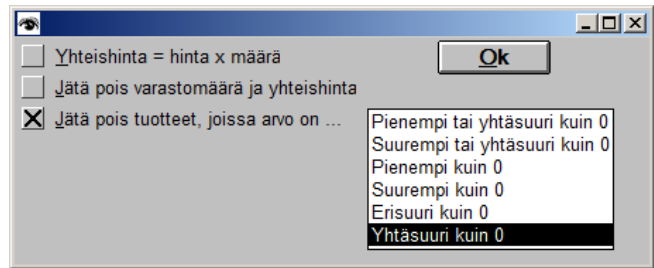 Yhteishinta = hinta x määrä
Ok
Jätä pois varastomäärä ja yhteishinta
Jätä pois tuotteet, joissa arvo on ...
Pienempi tai yhtäsuuri kuin 0
Suurempi tai yhtäsuuri kuin 0
Pienempi kuin 0
Suurempi kuin 0
Erisuuri kuin 0
Yhtäsuuri kuin 0